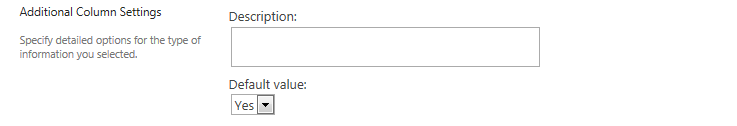 Additional Column Settings
Specify detailed options for the type of
information you selected.
Description:
Default value:
Yes